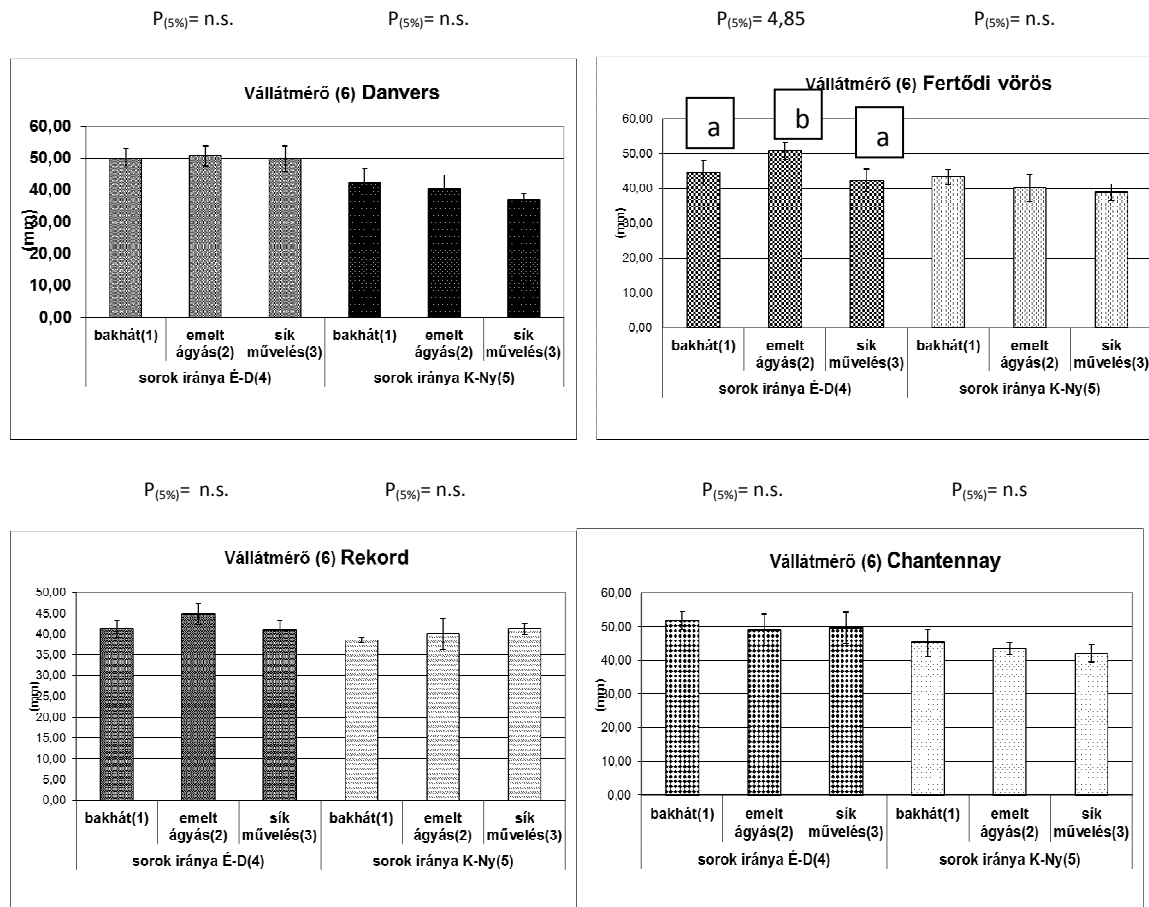 P(5%)= n.s. P(5%)= n.s.
Vállátmérő (6) Danvers
60,00
50,00
40,00
30,00
20,00
10,00
0,00
(mm)
bakhát(1) emelt ágyás(2) sík művelés(3) bakhát(1) emelt ágyás(2) sík művelés(3)
sorok iránya É-D(4) sorok iránya K-Ny(5)
P(5%)= 4,85 P(5%)= n.s.
Vállátmérő (6) Fertődi vörös
a b a
60,00
50,00
40,00
30,00
20,00
10,00
0,00
(mm)
bakhát(1) emelt ágyás(2) sík művelés(3) bakhát(1) emelt ágyás(2) sík művelés(3)
sorok iránya É-D(4) sorok iránya K-Ny(5)
P(5%)= n.s. P(5%)= n.s.
Vállátmérő (6) Rekord
50,00
45,00
40,00
35,00
30,00
25,00
20,00
15,00
10,00
5,00
0,00
(mm)
bakhát(1) emelt ágyás(2) sík művelés(3) bakhát(1) emelt ágyás(2) sík művelés(3)
sorok iránya É-D(4) sorok iránya K-Ny(5)
P(5%)= n.s. P(5%)= n.s
Vállátmérő (6) Chantennay
60,00
50,00
40,00
30,00
20,00
10,00
0,00
(mm)
bakhát(1) emelt ágyás(2) sík művelés(3) bakhát(1) emelt ágyás(2) sík művelés(3)
sorok iránya É-D(4) sorok iránya K-Ny(5)